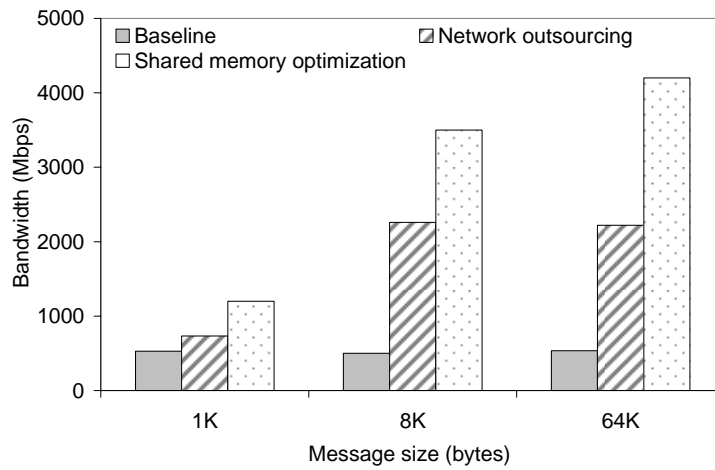 Baseline
Network outsourcing
Shared memory optimization
5000
4000
3000
2000
1000
0
Bandwidth (Mbps)
1K
8K
64K
Message size (bytes)